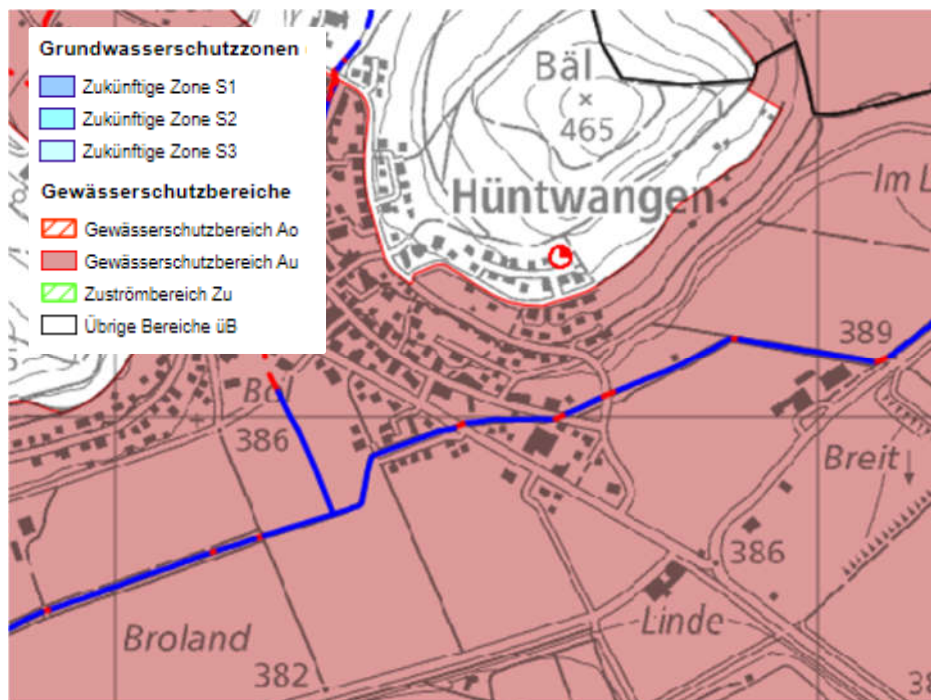 Grundwasserschutzzonen (
Zukünftige Zone S1
Zukünftige Zone S2
Zukünftige Zone S3
Gewässerschutzbereiche
Gewässerschutzbereich Ao
Gewässerschutzbereich Au
Zuströmbereich Zu
Übrige Bereiche üB
Bäl
465
Hüntwangen
Im L
389
386
Breit
386
Linde
Broland
382